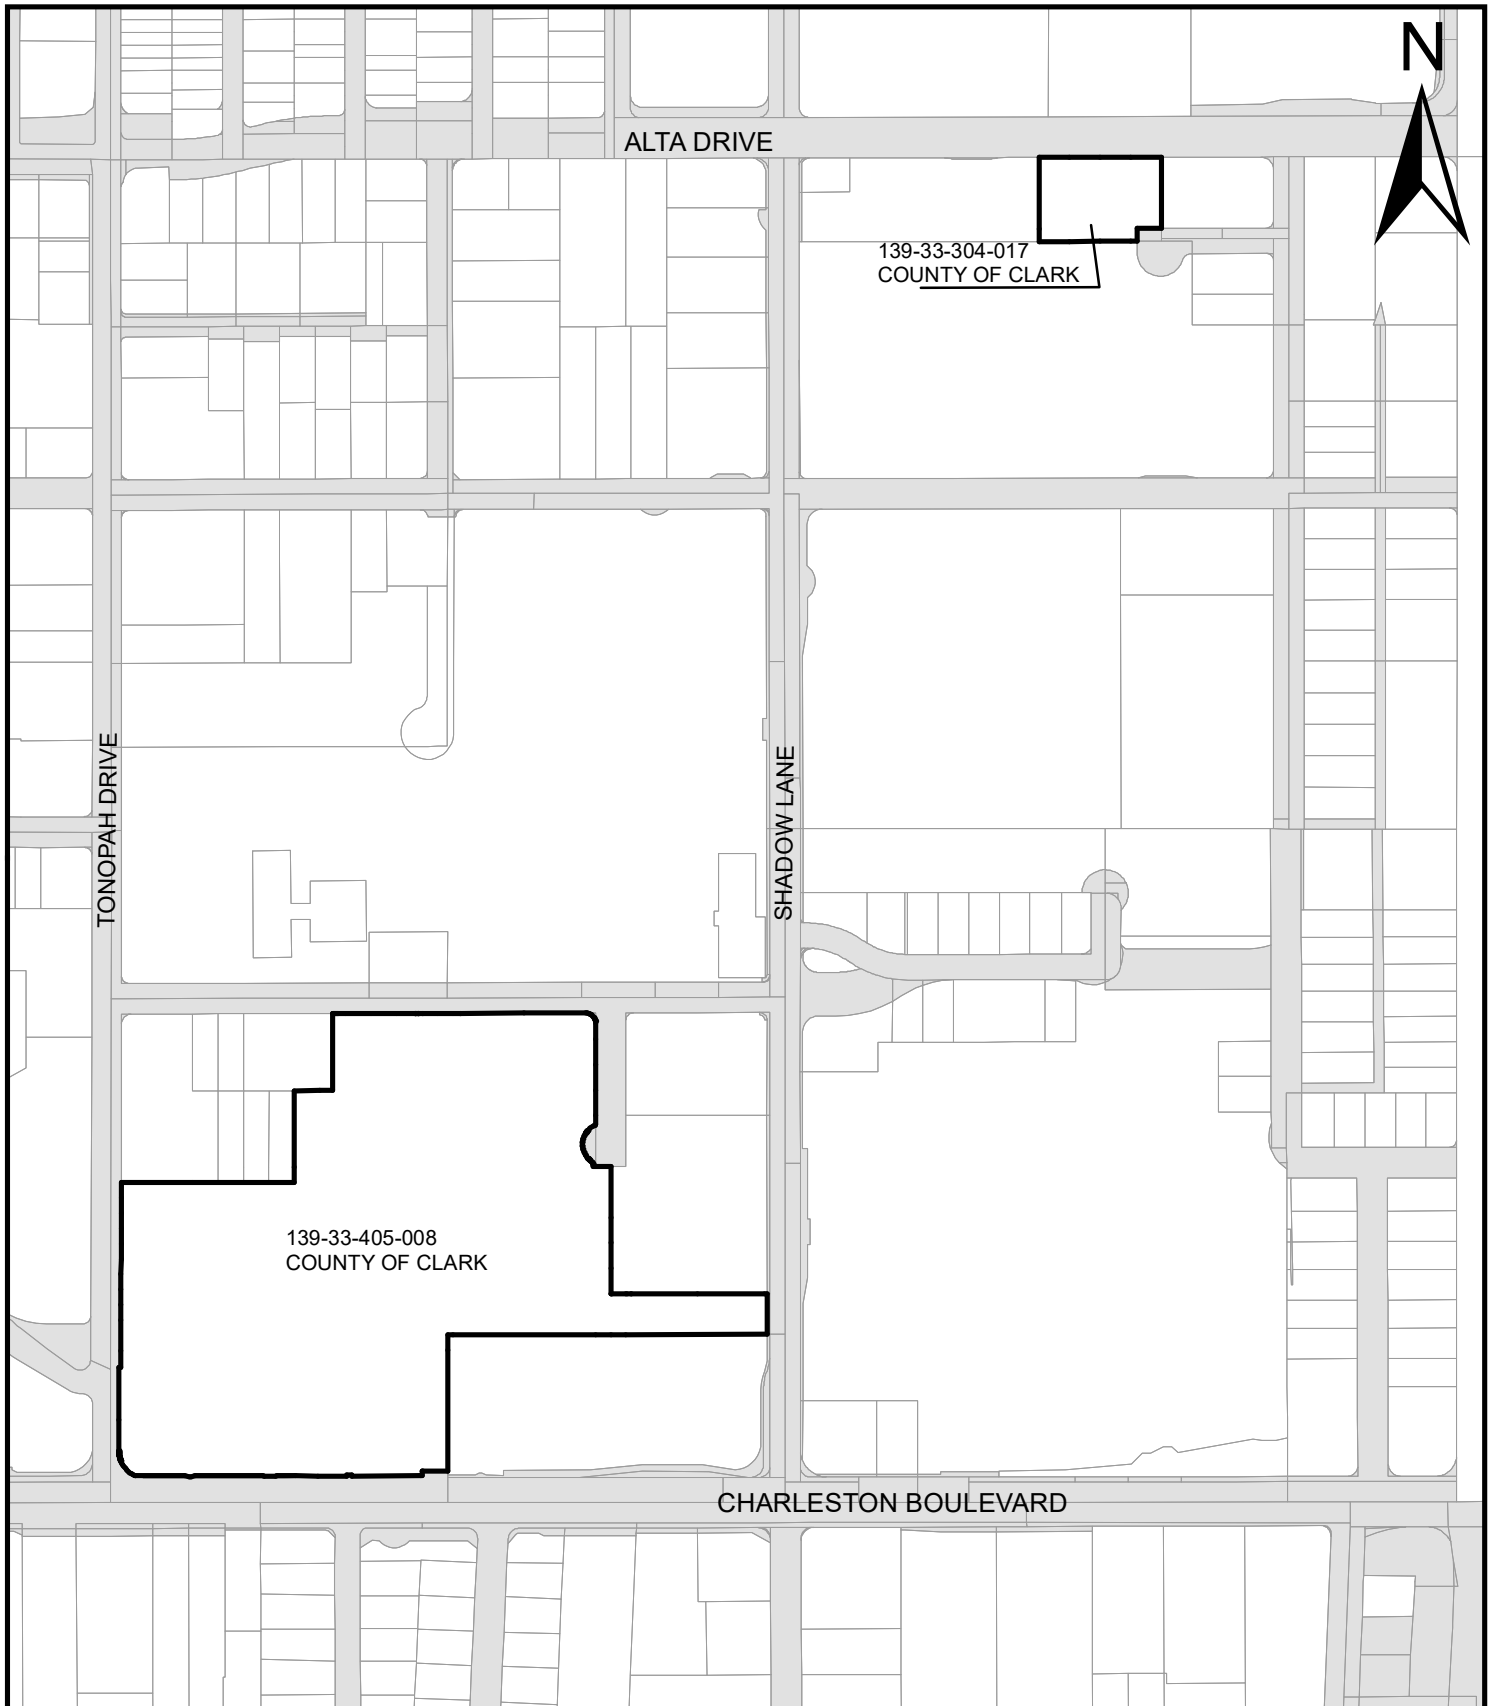 N
ALTA DRIVE
139-33-304-017
COUNTY OF CLARK
TONOPAH DRIVE
SHADOW LANE
139-33-405-008
COUNTY OF CLARK
CHARLESTON BOULEVARD